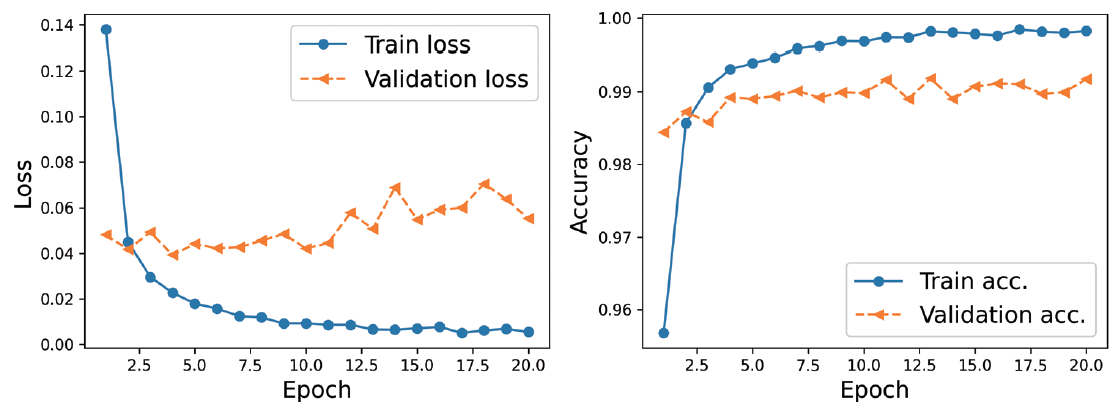 0.14
0.12
0.10
0.08
0.06
0.04
0.02
0.00
Loss
Train loss
Validation loss
2.5 5.0 7.5 10.0 12.5 15.0 17.5 20.0
Epoch
1.00
0.99
0.98
0.97
0.96
Accuracy
Train acc.
Validation acc.
2.5 5.0 7.5 10.0 12.5 15.0 17.5 20.0
Epoch